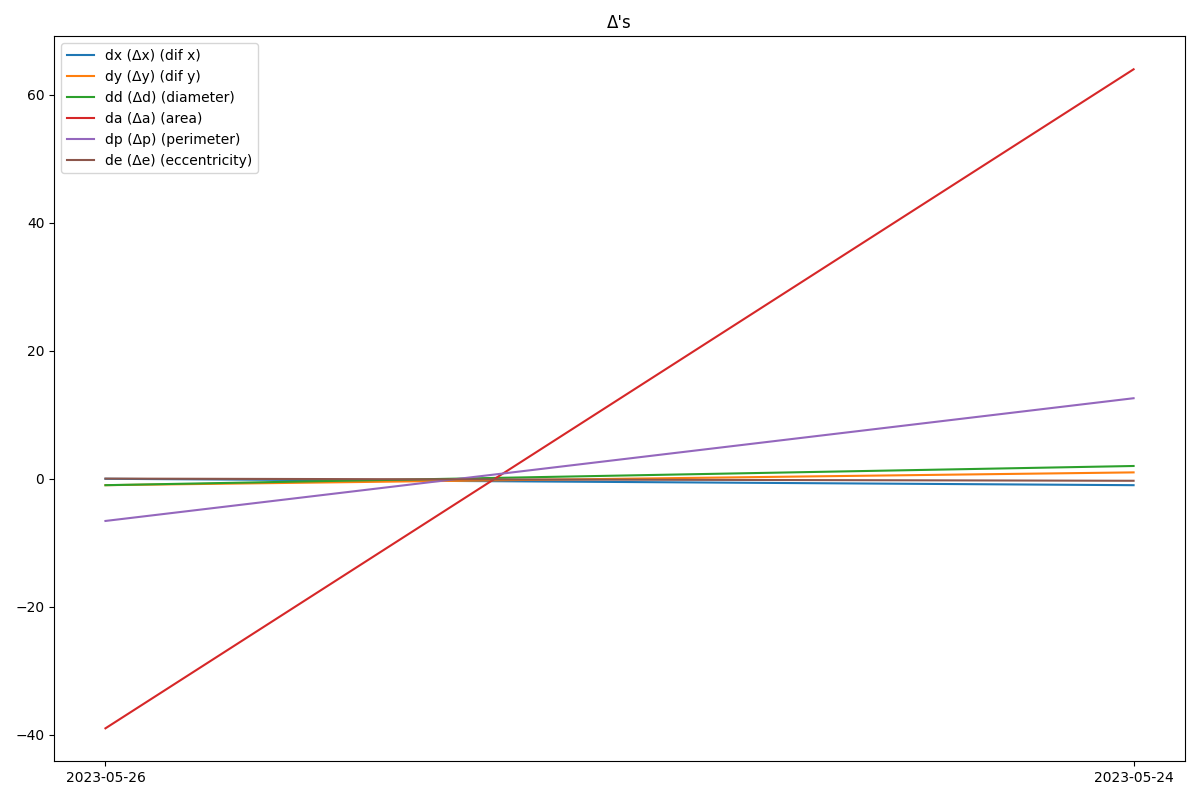 Δ's
dx (Δx) (dif x)
dy (Δy) (dif y)
dd (Δd) (diameter)
da (Δa) (area)
dp (Δp) (perimeter)
de (Δe) (eccentricity)
60
40
20
0
−20
−40
2023-05-26
2023-05-24